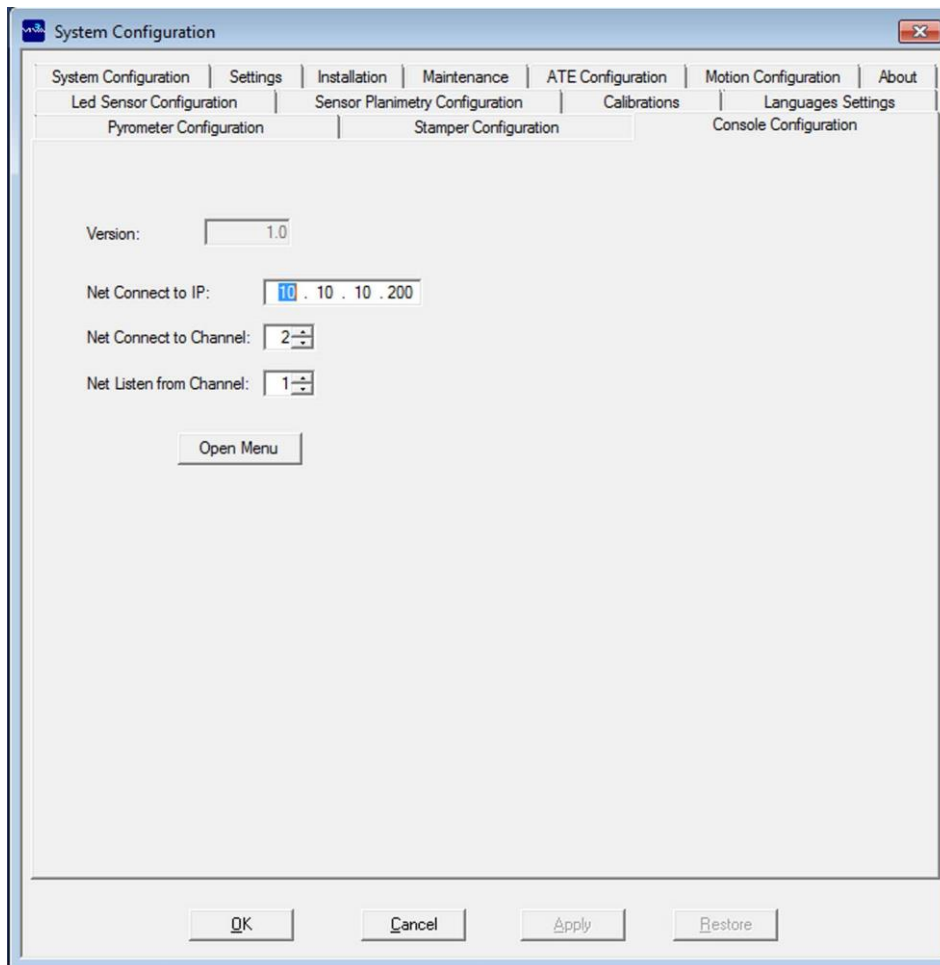 System Configuration
System Configuration Settings Installation Maintenance ATE Configuration Motion Configuration About
Led Sensor Configuration Sensor Planimetry Configuration Calibrations Languages Settings
Pyrometer Configuration Stamper Configuration Console Configuration
Version: 1.0
Net Connect to IP: 10 . 10 . 10 . 200
Net Connect to Channel: 2
Net Listen from Channel: 1
Open Menu
OK Cancel Apply Restore